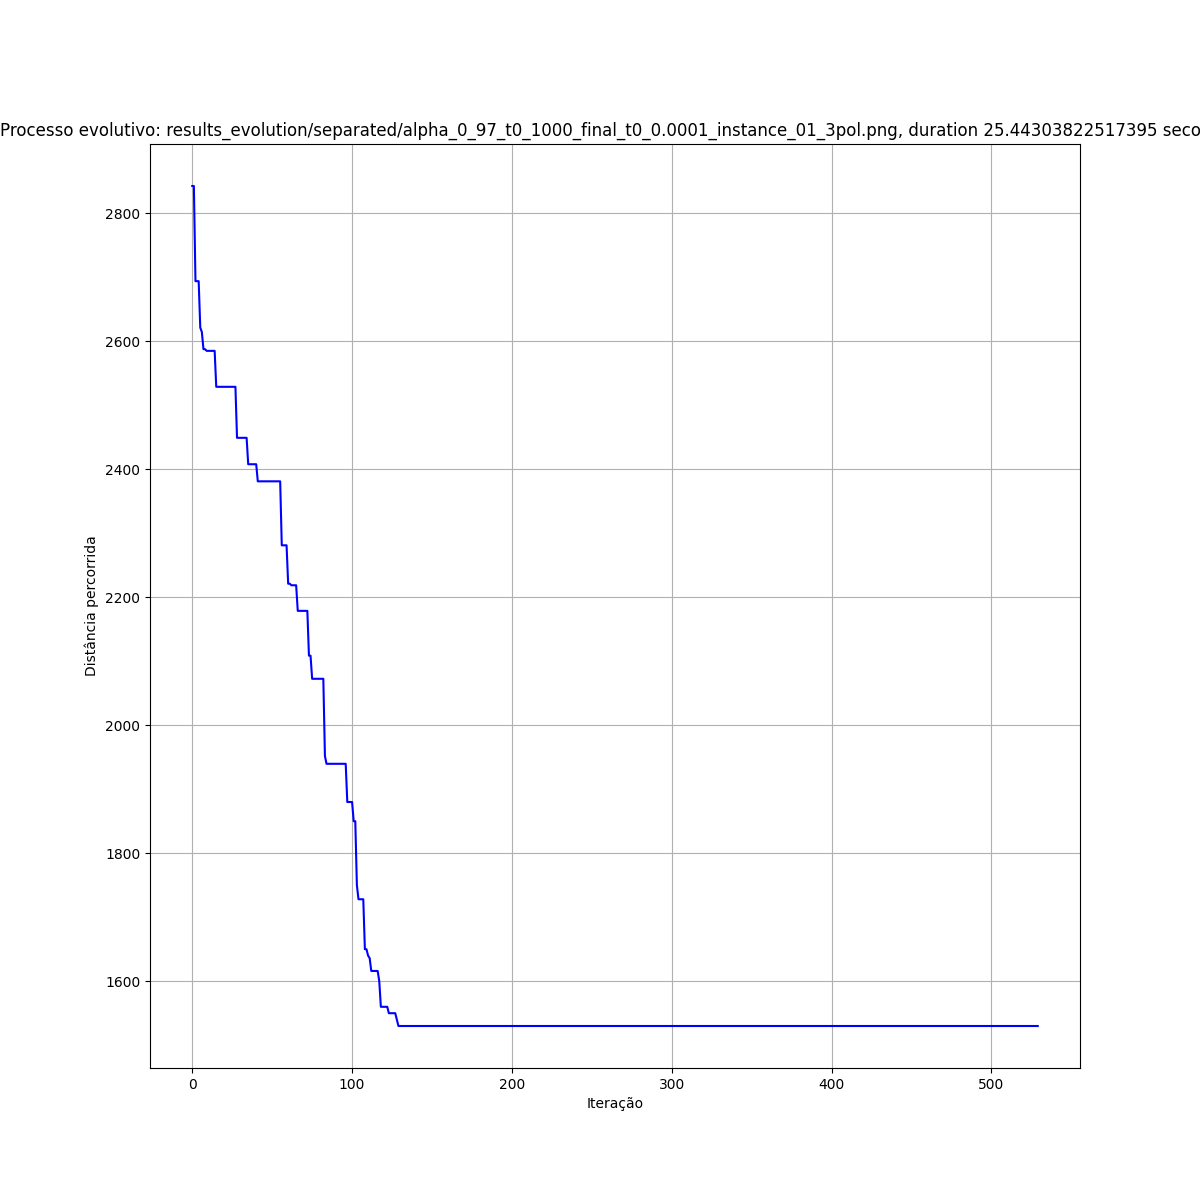 Processo evolutivo: results_evolution/separated/alpha_0_97_t0_1000_final_t0_0.0001_instance_01_3pol.png, duration 25.44303822517395 seco
2800
2600
2400
2200
2000
1800
1600
Distância percorrida
0 100 200 300 400 500
Iteração